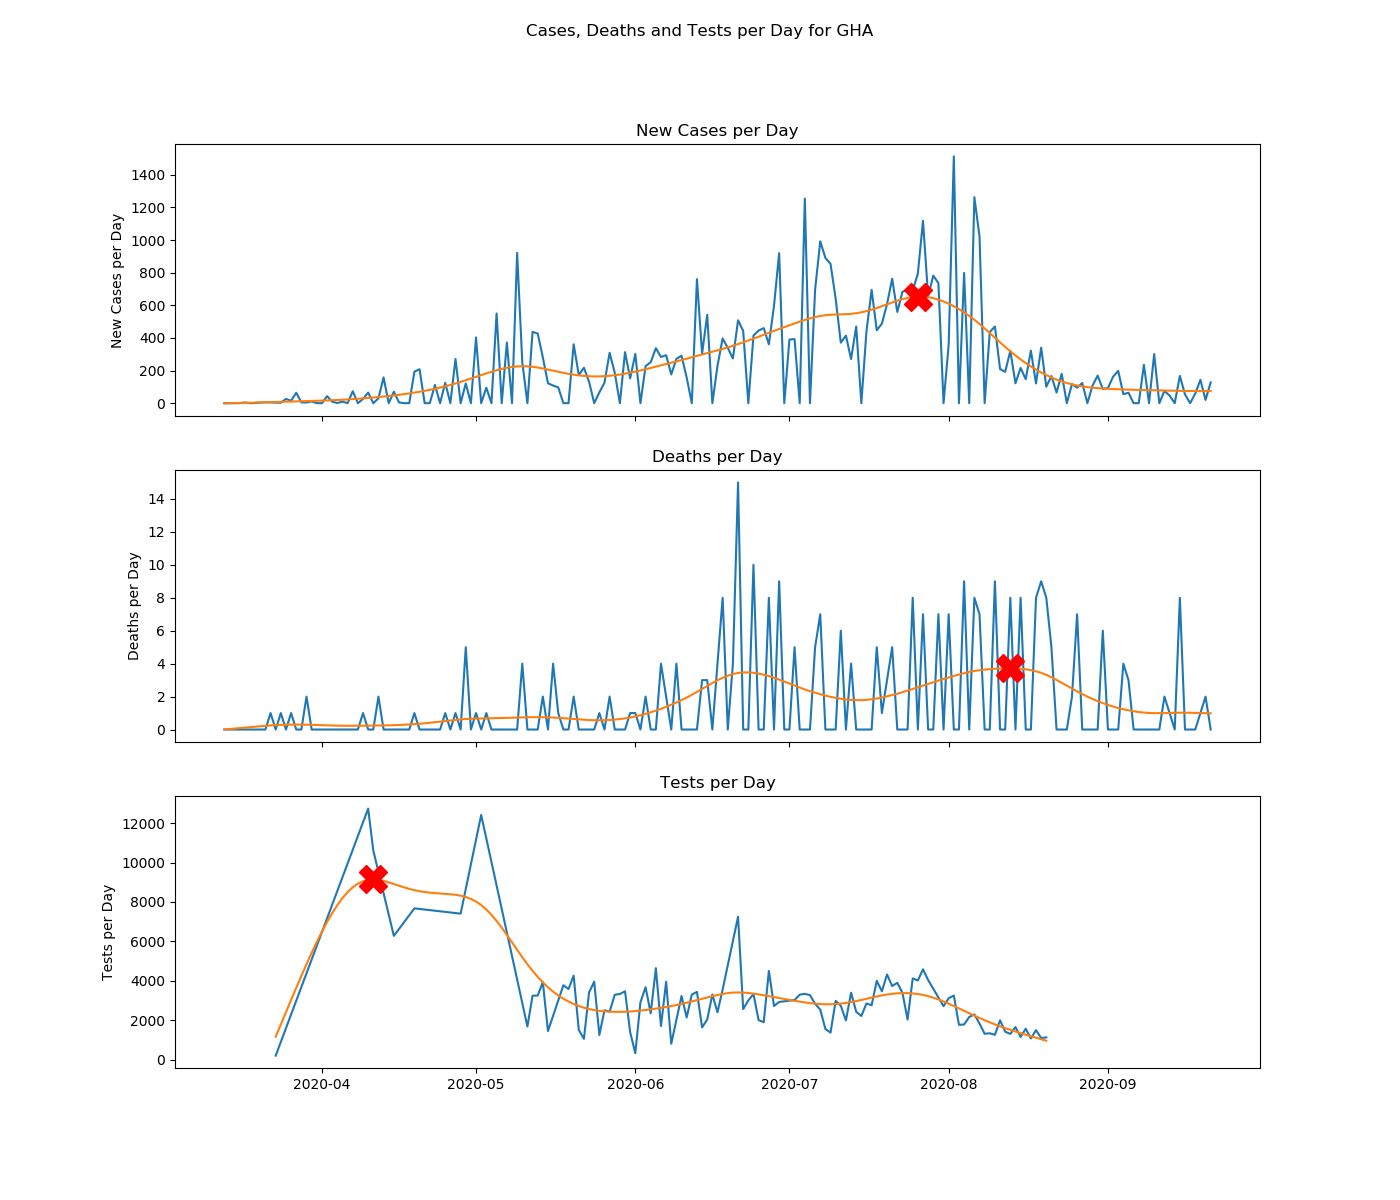 Cases, Deaths and Tests per Day for GHA
New Cases per Day
New Cases per Day
1400
1200
1000
800
600
400
200
0
Deaths per Day
Deaths per Day
14
12
10
8
6
4
2
0
Tests per Day
Tests per Day
12000
10000
8000
6000
4000
2000
0
2020-04 2020-05 2020-06 2020-07 2020-08 2020-09